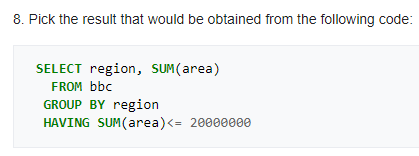 8. Pick the result that would be obtained from the following code:
SELECT region, SUM(area)
FROM bbc
GROUP BY region
HAVING SUM(area)<= 20000000